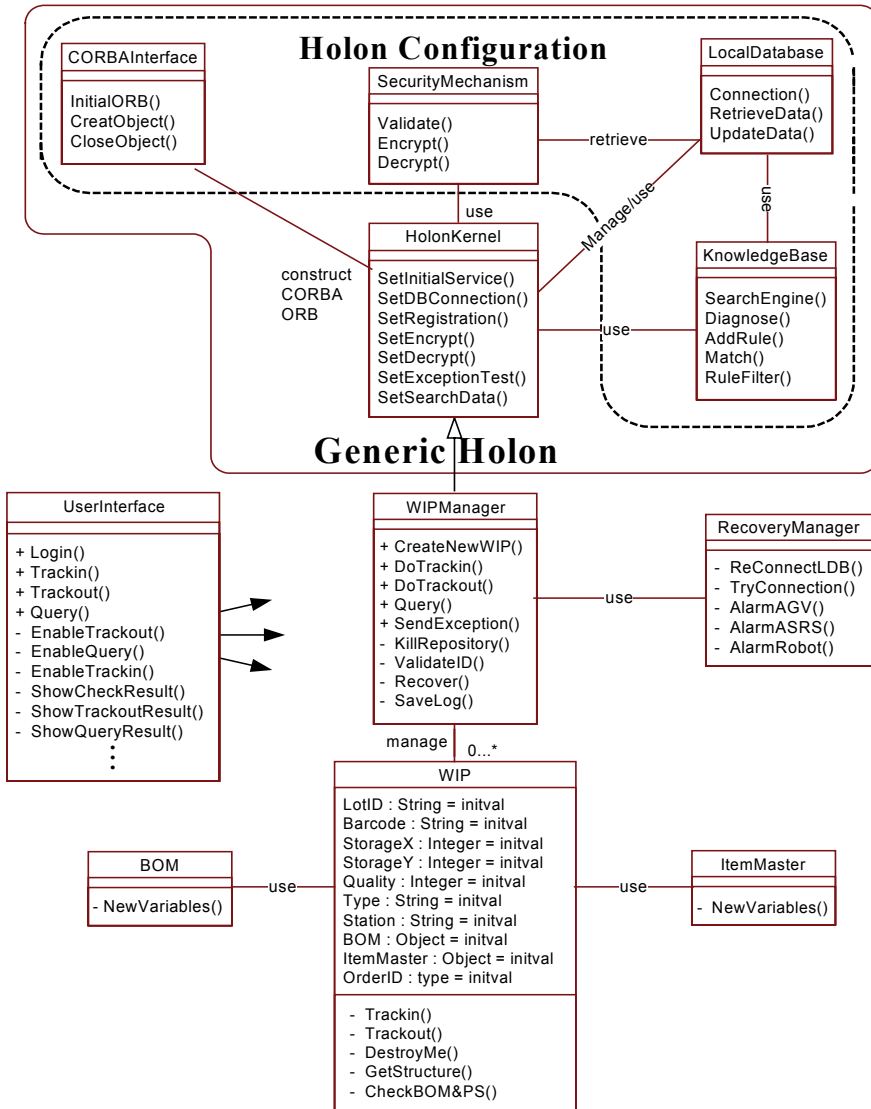 Holon Configuration
CORBAInterface
InitialORB()
CreatObject()
CloseObject()
SecurityMechanism
Validate()
Encrypt()
Decrypt()
LocalDatabase
Connection()
RetrieveData()
UpdateData()
retrieve
use
Manage/use
use
construct
CORBA
ORB
HolonKernel
SetInitialService()
SetDBConnection()
SetRegistration()
SetEncrypt()
SetDecrypt()
SetExceptionTest()
SetSearchData()
use
KnowledgeBase
SearchEngine()
Diagnose()
AddRule()
Match()
RuleFilter()
Generic Holon
UserInterface
+ Login()
+ Trackin()
+ Trackout()
+ Query()
- EnableTrackout()
- EnableQuery()
- EnableTrackin()
- ShowCheckResult()
- ShowTrackoutResult()
- ShowQueryResult()
⋮
WIPManager
+ CreateNewWIP()
+ DoTrackin()
+ DoTrackout()
+ Query()
+ SendException()
- KillRepository()
- ValidateID()
- Recover()
- SaveLog()
use
RecoveryManager
- ReConnectLDB()
- TryConnection()
- AlarmAGV()
- AlarmASRS()
- AlarmRobot()
manage
0...*
WIP
LotID : String = initval
Barcode : String = initval
StorageX : Integer = initval
StorageY : Integer = initval
Quality : Integer = initval
Type : String = initval
Station : String = initval
BOM : Object = initval
ItemMaster : Object = initval
OrderID : type = initval
- Trackin()
- Trackout()
- DestroyMe()
- GetStructure()
- CheckBOM&PS()
BOM
- NewVariables()
use
use
ItemMaster
- NewVariables()